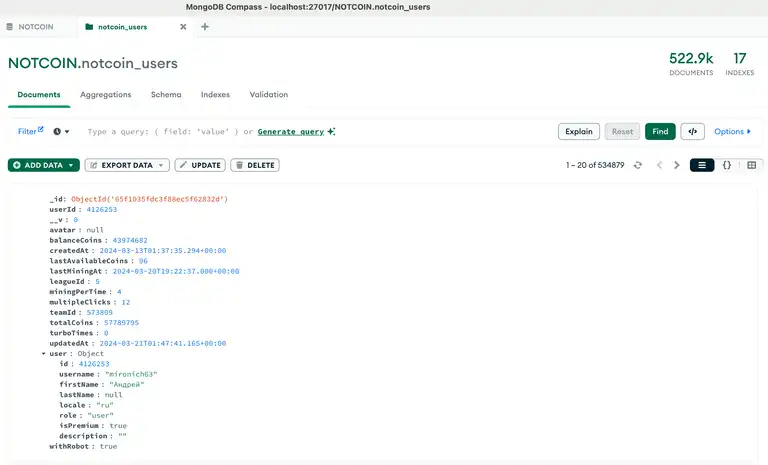 MongoDB Compass - localhost:27017/NOTCOIN.notcoin_users
NOTCOIN notcoin_users
NOTCOIN.notcoin_users
522.9k 17
DOCUMENTS INDEXES
Documents Aggregations Schema Indexes Validation
Filter Type a query: { field: 'value' } or Generate query Explain Reset Find </> Options
ADD DATA EXPORT DATA UPDATE DELETE 1 – 20 of 534879 {}
_id: ObjectId('65f1035fdc3f88ec5f62832d')
userId: 4126253
__v: 0
avatar: null
balanceCoins: 43974682
createdAt: 2024-03-13T01:37:35.294+00:00
lastAvailableCoins: 96
lastMiningAt: 2024-03-20T19:22:37.000+00:00
leagueId: 5
miningPerTime: 4
multipleClicks: 12
teamId: 573809
totalCoins: 57789795
turboTimes: 0
updatedAt: 2024-03-21T01:47:41.165+00:00
user: Object
id: 4126253
username: "mironich63"
firstName: "Андрей"
lastName: null
locale: "ru"
role: "user"
isPremium: true
description: ""
withRobot: true